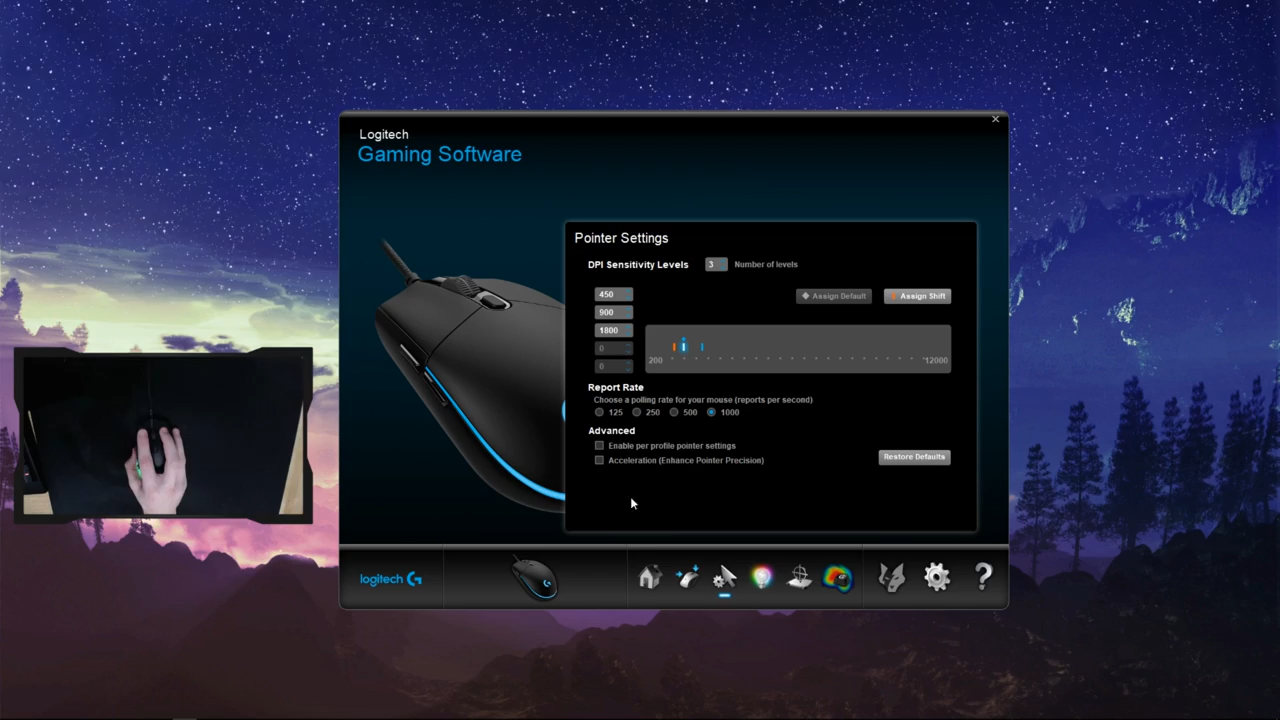 Logitech
Gaming Software
Pointer Settings
DPI Sensitivity Levels 3 Number of levels
450
Assign Default Assign Shift
900
1800
0
200 12000
0
Report Rate
Choose a polling rate for your mouse (reports per second)
125 250 500 1000
Advanced
Enable per profile pointer settings
Acceleration (Enhance Pointer Precision)
Restore Defaults
logitech G